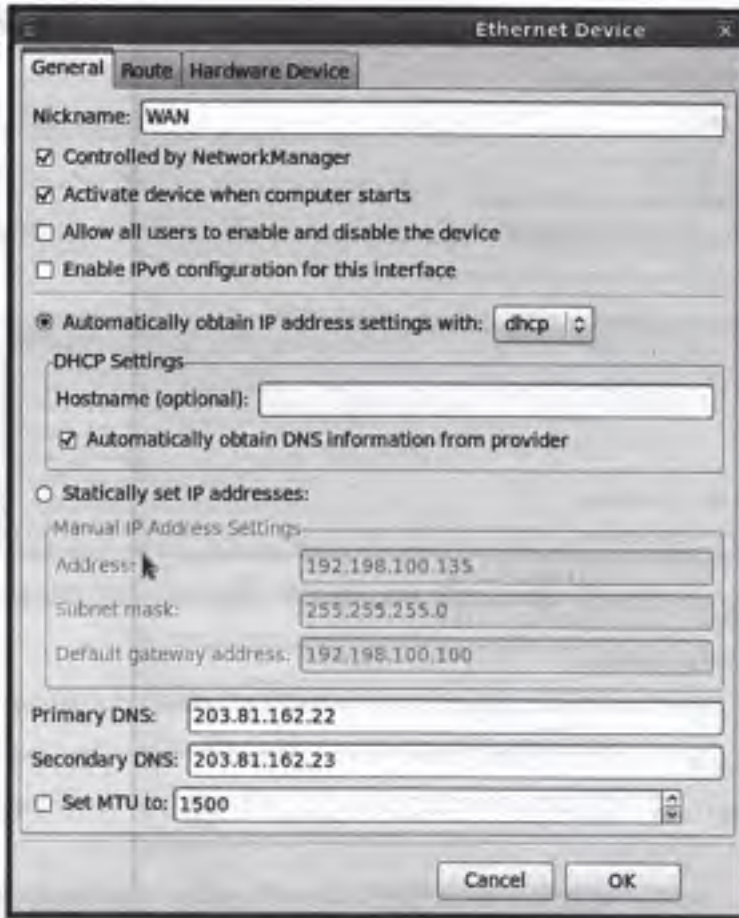 Ethernet Device
General Route Hardware Device
Nickname: WAN
Controlled by NetworkManager
Activate device when computer starts
Allow all users to enable and disable the device
Enable IPv6 configuration for this interface
Automatically obtain IP address settings with: dhcp
DHCP Settings
Hostname (optional):
Automatically obtain DNS information from provider
Statically set IP addresses:
Manual IP Address Settings
Address: 192.198.100.135
Subnet mask: 255.255.255.0
Default gateway address: 192.198.100.100
Primary DNS: 203.81.162.22
Secondary DNS: 203.81.162.23
Set MTU to: 1500
Cancel OK